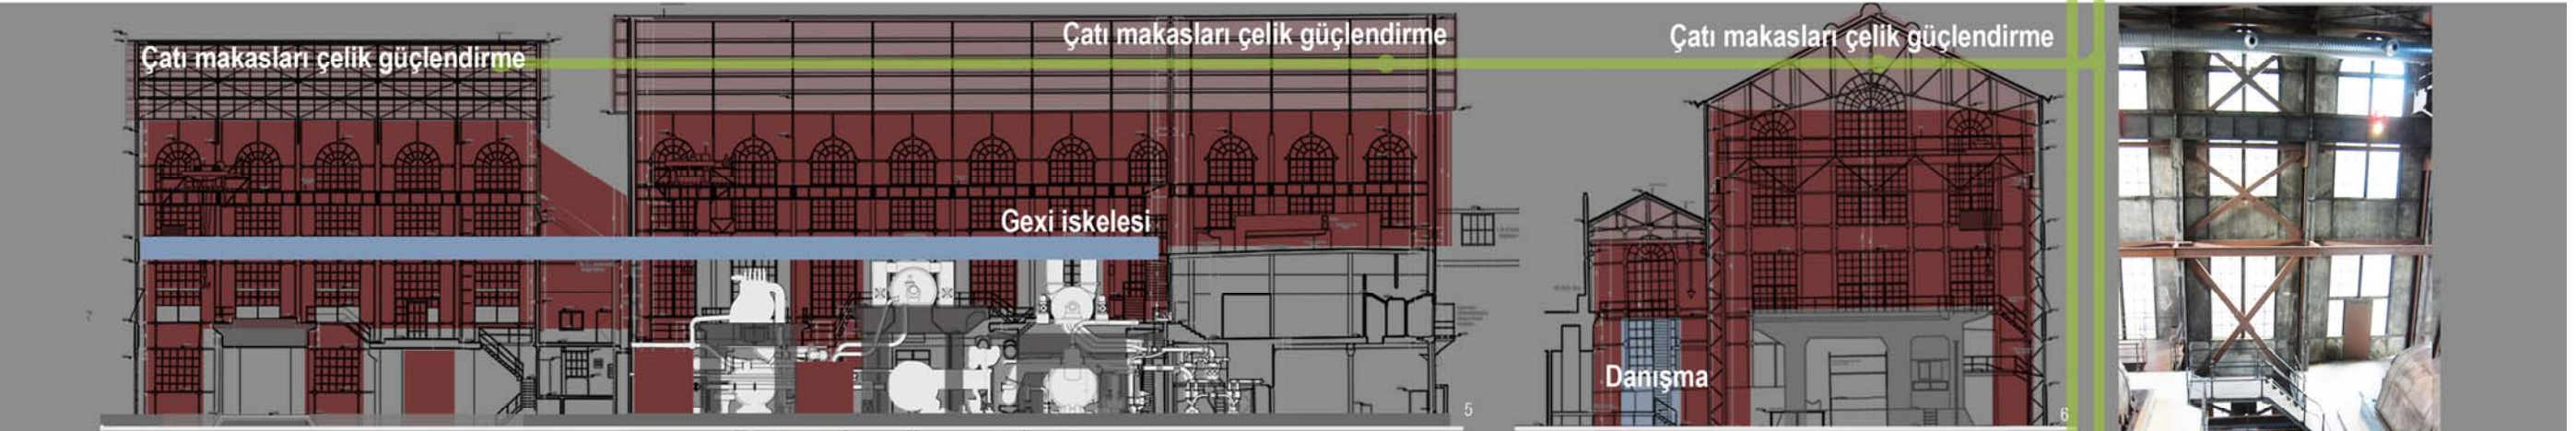 Çatı makasları çelik güçlendirme
Çatı makasları çelik güçlendirme
Çatı makasları çelik güçlendirme
Gexi iskelesi
Danışma
5
6